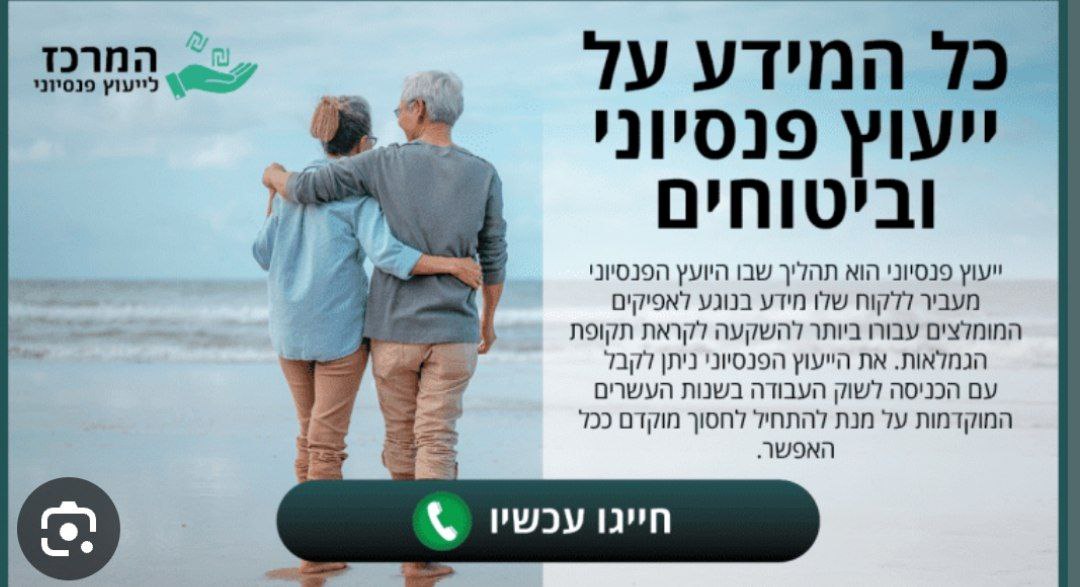 המרכז
לייעוץ פנסיוני
כל המידע על
ייעוץ פנסיוני
וביטוחים
ייעוץ פנסיוני הוא תהליך שבו היועץ הפנסיוני
מעביר ללקוח שלו מידע בנוגע לאפיקים
המומלצים עבורו ביותר להשקעה לקראת תקופת
הגמלאות. את הייעוץ הפנסיוני ניתן לקבל
עם הכניסה לשוק העבודה בשנות העשרים
המוקדמות על מנת להתחיל לחסוך מוקדם ככל
האפשר.
חייגו עכשיו